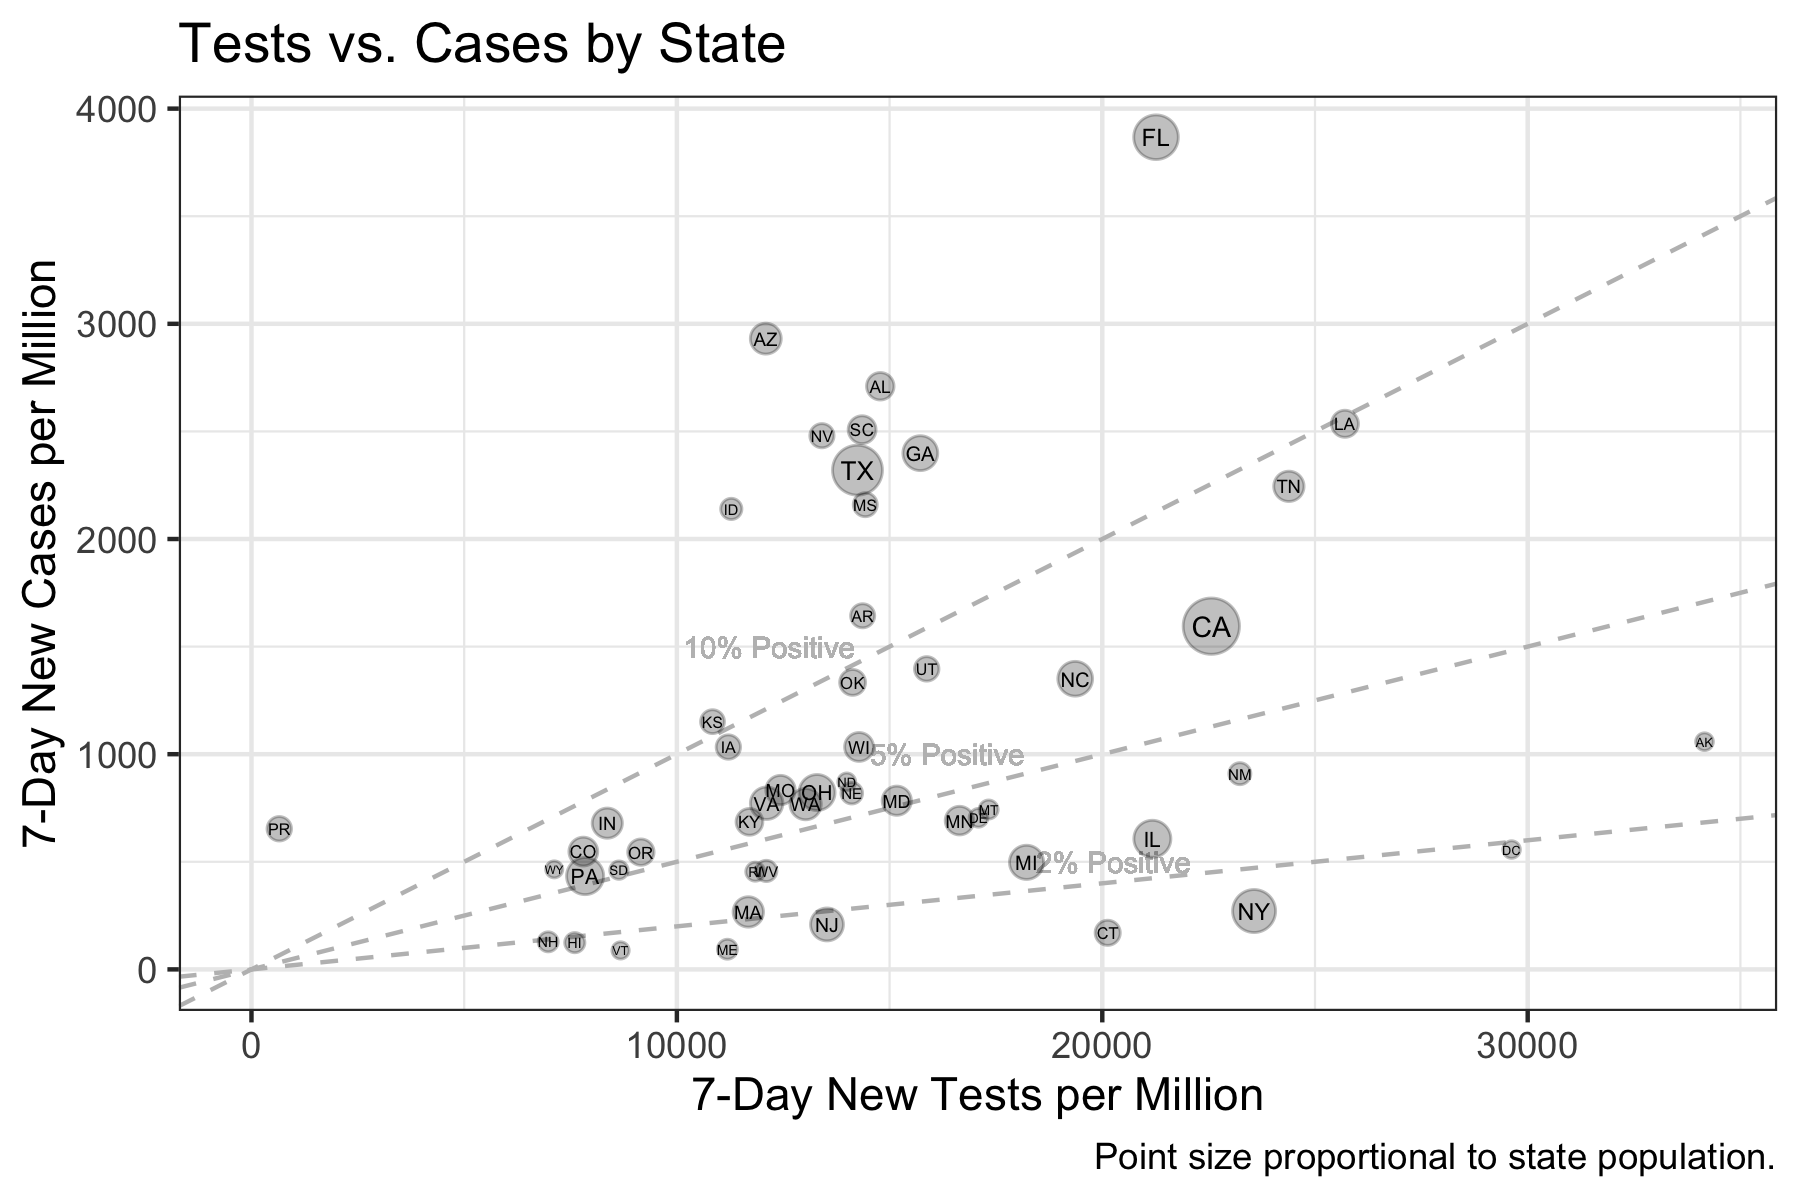 Tests vs. Cases by State
7-Day New Cases per Million
4000
3000
2000
1000
0
FL
AZ
AL
LA
SC
NV
GA
TX
TN
MS
ID
AR
CA
10% Positive
UT
NC
OK
KS
AK
IA
WI
5% Positive
NM
ND
MO
OH
NE
VA
WA
MD
MT
PR
IN
KY
MN
DE
IL
CO
OR
DC
MI
2% Positive
WY
SD
PA
RI
WV
MA
NY
NJ
CT
NH
HI
VT
ME
0
10000
20000
30000
7-Day New Tests per Million
Point size proportional to state population.